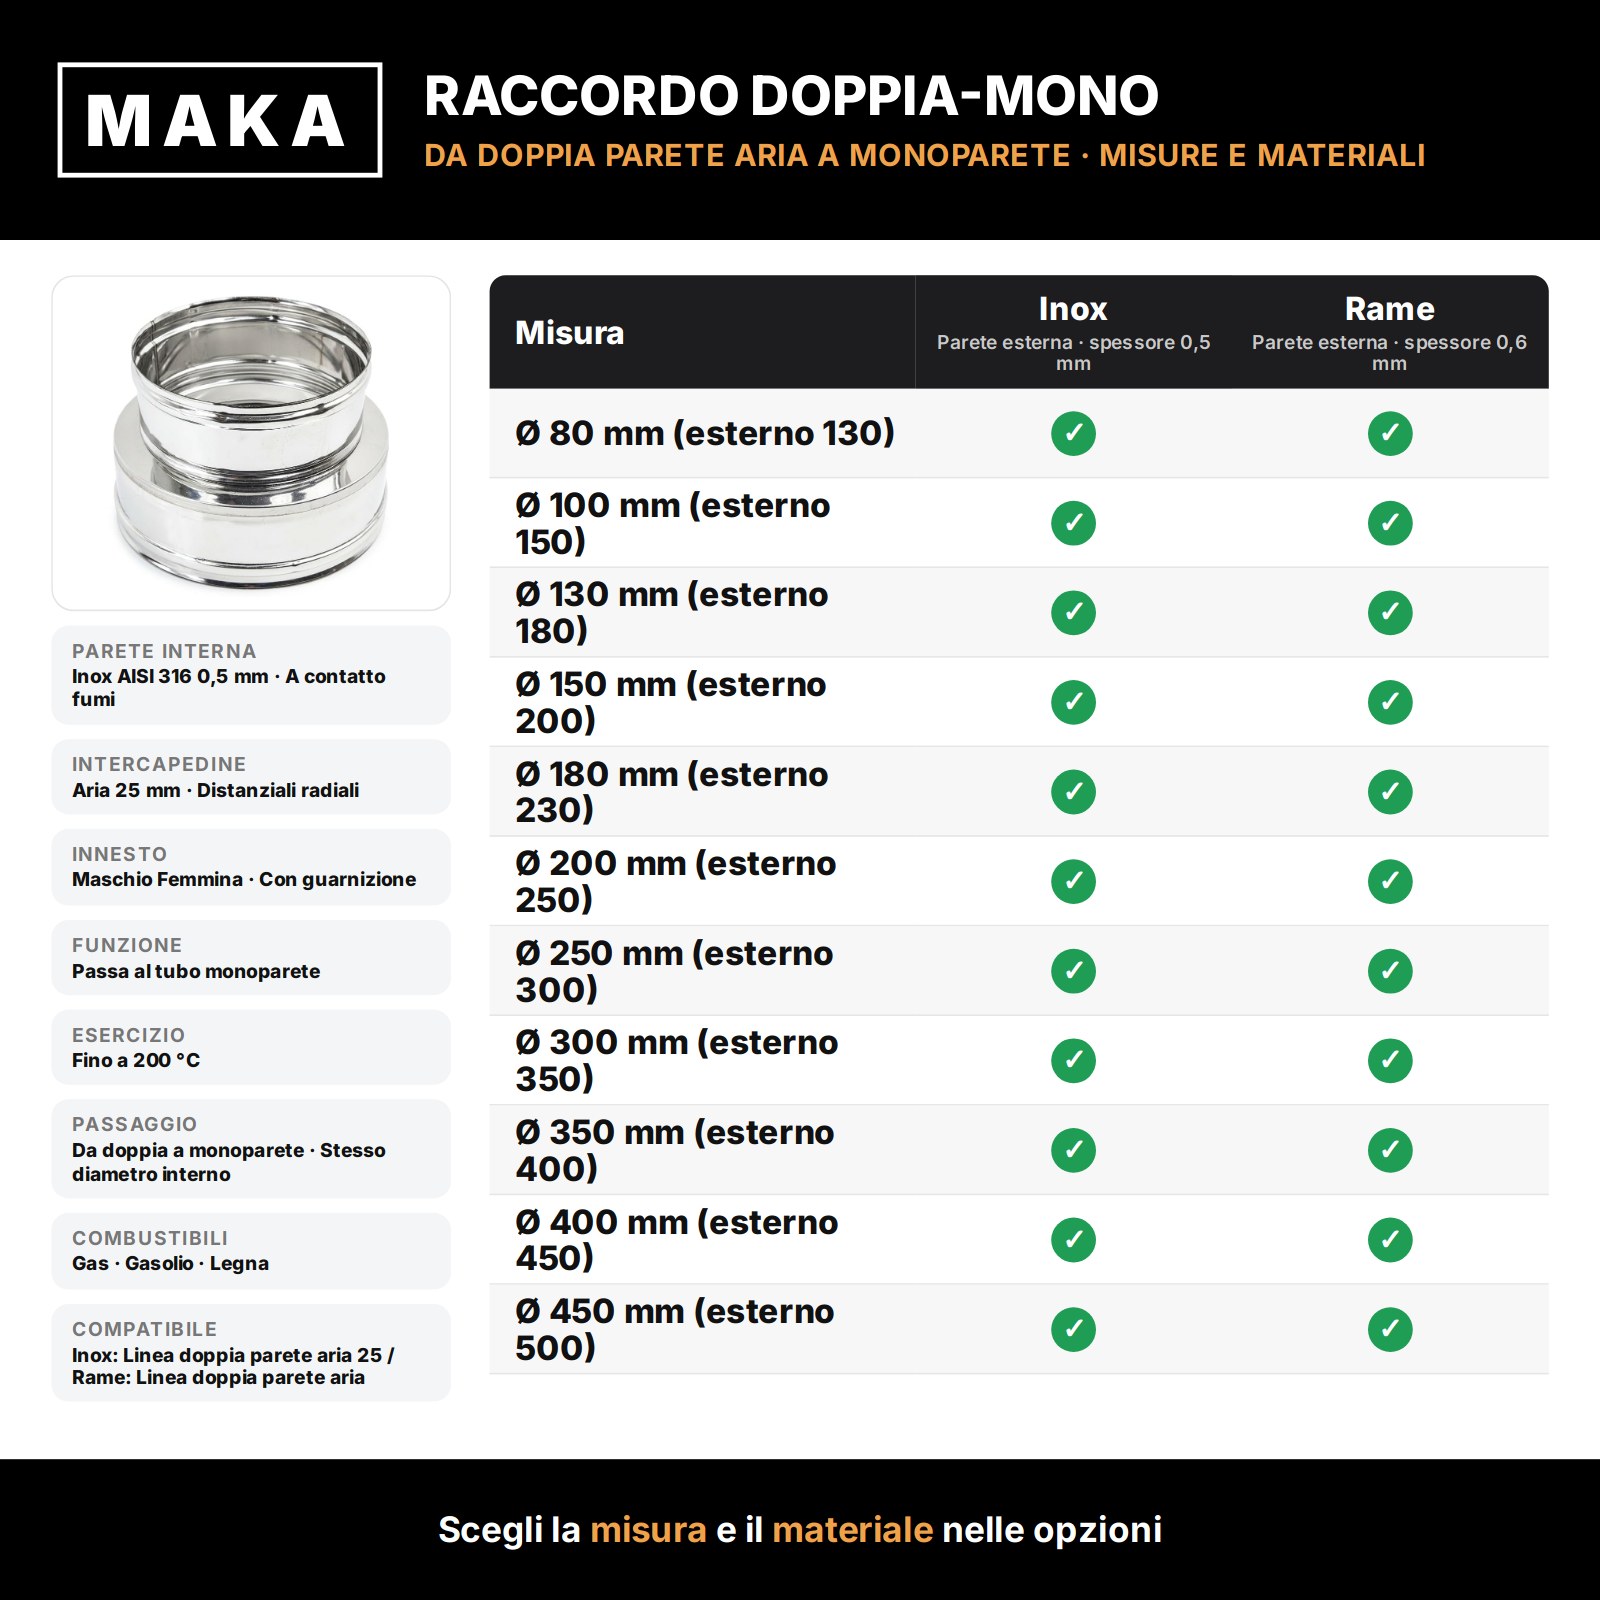 MAKA
RACCORDO DOPPIA-MONO
DA DOPPIA PARETE ARIA A MONOPARETE · MISURE E MATERIALI
PARETE INTERNA
Inox AISI 316 0,5 mm · A contatto
fumi
INTERCAPEDINE
Aria 25 mm · Distanziali radiali
INNESTO
Maschio Femmina · Con guarnizione
FUNZIONE
Passa al tubo monoparete
ESERCIZIO
Fino a 200 °C
PASSAGGIO
Da doppia a monoparete · Stesso
diametro interno
COMBUSTIBILI
Gas · Gasolio · Legna
COMPATIBILE
Inox: Linea doppia parete aria 25 /
Rame: Linea doppia parete aria
Misura
Inox
Parete esterna · spessore 0,5
mm
Rame
Parete esterna · spessore 0,6
mm
Ø 80 mm (esterno 130) ✓ ✓
Ø 100 mm (esterno
150) ✓ ✓
Ø 130 mm (esterno
180) ✓ ✓
Ø 150 mm (esterno
200) ✓ ✓
Ø 180 mm (esterno
230) ✓ ✓
Ø 200 mm (esterno
250) ✓ ✓
Ø 250 mm (esterno
300) ✓ ✓
Ø 300 mm (esterno
350) ✓ ✓
Ø 350 mm (esterno
400) ✓ ✓
Ø 400 mm (esterno
450) ✓ ✓
Ø 450 mm (esterno
500) ✓ ✓
Scegli la misura e il materiale nelle opzioni